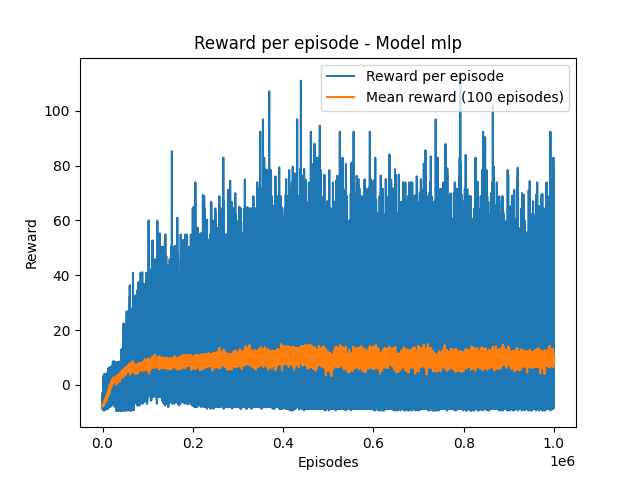 Reward per episode - Model mlp
Reward per episode
Mean reward (100 episodes)
100
80
60
40
20
0
Reward
0.0
0.2
0.4
0.6
0.8
1.0
1e6
Episodes